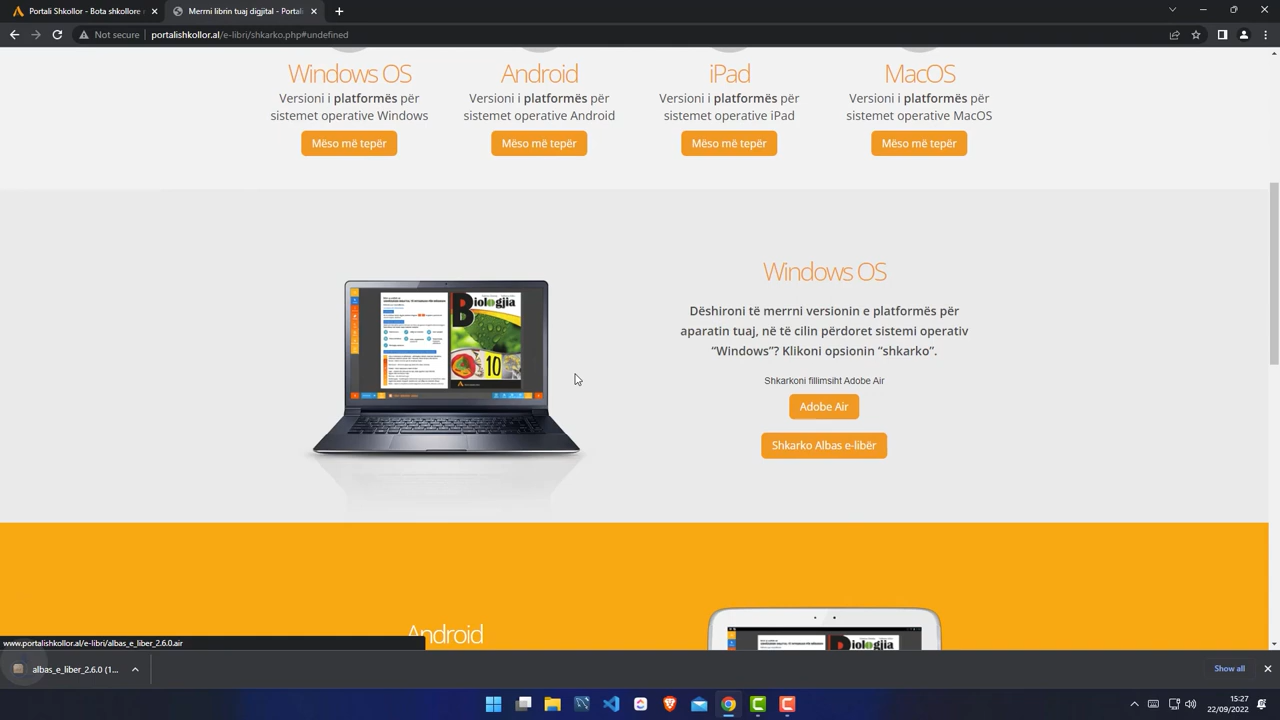 Portali Shkollor - Bota shkollore
Mermi librin tuaj digjital - Portali
Not secure
portalishkollor.al/e-libri/shkarko.php#undefined
Windows OS
Versioni i platformës për
sistemet operative Windows
Mëso më tepër
Android
Versioni i platformës për
sistemet operative Android
Mëso më tepër
iPad
Versioni i platformës për
sistemet operative iPad
Mëso më tepër
MacOS
Versioni i platformës për
sistemet operative MacOS
Mëso më tepër
Biologjia
10
Windows OS
Dëshironi të merrni versionin e platformës për
aparatin tuaj, në të cilin përdorë sistemi operativ
“Windows”? Klikoni opsionin “shkarko”.
Shkarkoni fillimsiht Adobe Air
Adobe Air
Shkarko Albas e-libër
Android
Biologjia
www.portalishkollor.al/e-libri/albas_e_liber_2.6.0.air
albas_e_liber_2.6.0 (1...
Show all
15:27
22/09/2022